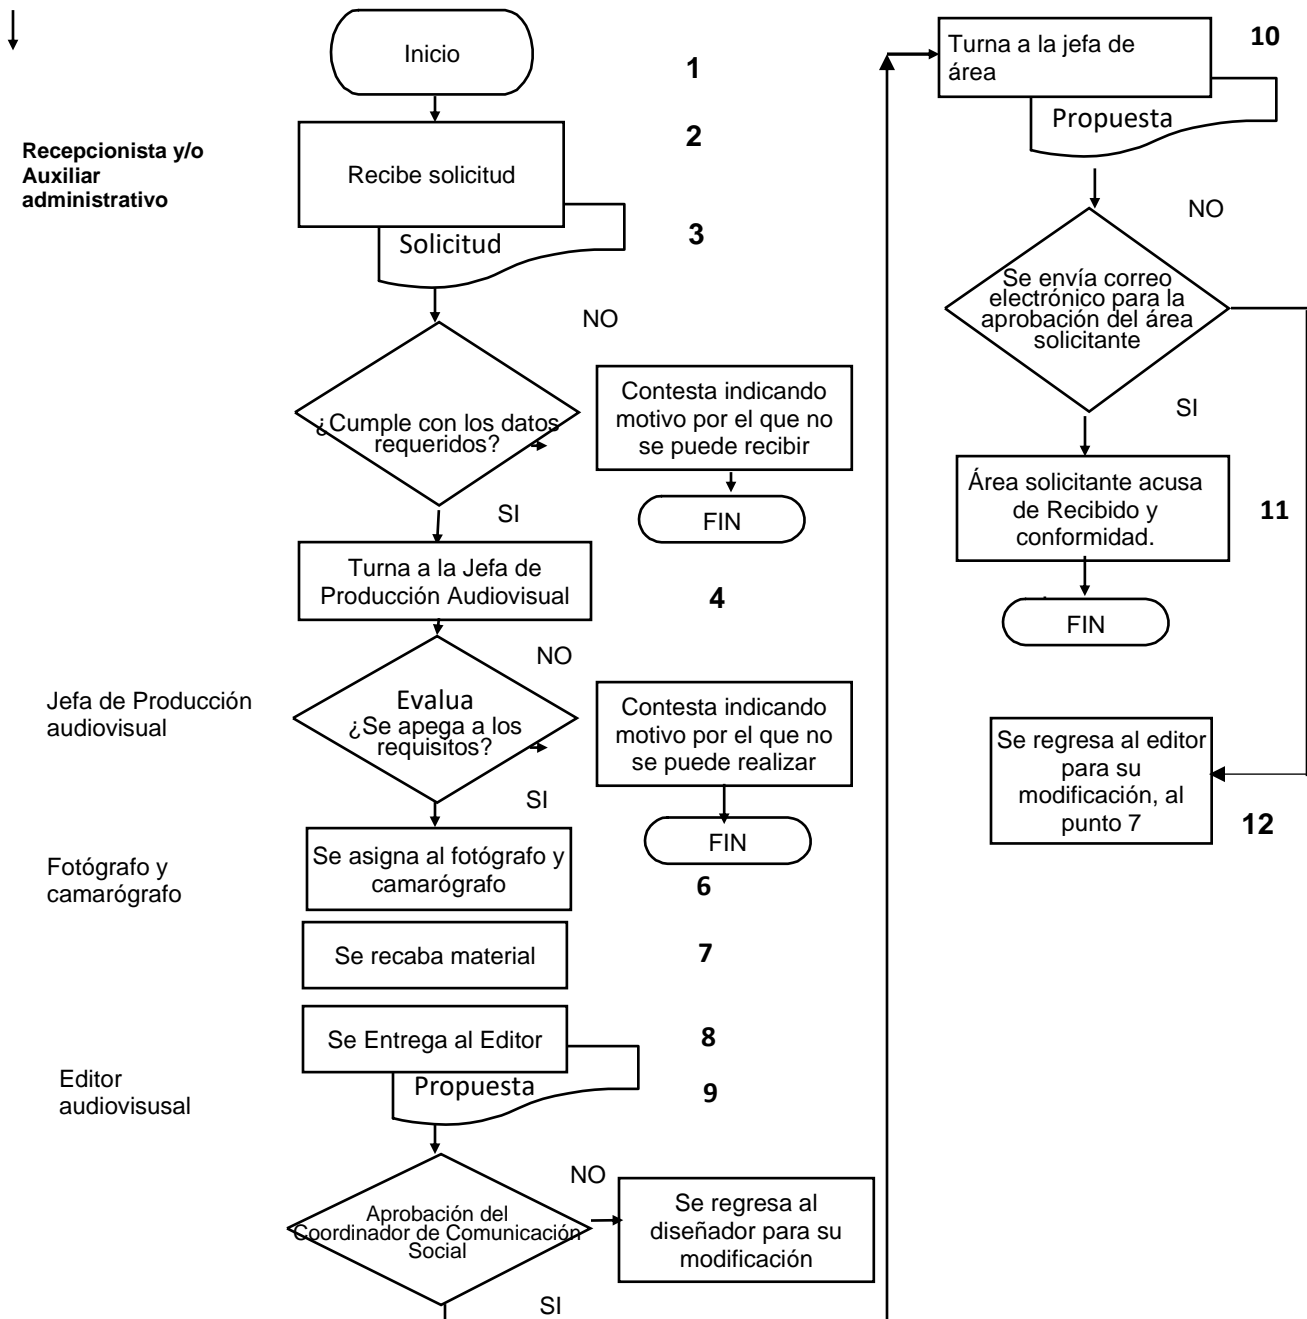 Inicio
1
Recepcionista y/o
Auxiliar
administrativo
2
Recibe solicitud
Solicitud
3
NO
¿Cumple con los datos
requeridos?
Contesta indicando
motivo por el que no
se puede recibir
FIN
SI
Turna a la Jefa de
Producción Audiovisual
4
NO
Jefa de Producción
audiovisual
Evalua
¿Se apega a los
requisitos?
Contesta indicando
motivo por el que no
se puede realizar
FIN
SI
Fotógrafo y
camarógrafo
Se asigna al fotógrafo y
camarógrafo
6
Se recaba material
7
Se Entrega al Editor
8
Editor
audiovisusal
Propuesta
9
NO
Aprobación del
Coordinador de Comunicación
Social
Se regresa al
diseñador para su
modificación
SI
Turna a la jefa de
área
10
Propuesta
NO
Se envía correo
electrónico para la
aprobación del área
solicitante
SI
Área solicitante acusa
de Recibido y
conformidad.
11
FIN
Se regresa al editor
para su
modificación, al
punto 7
12